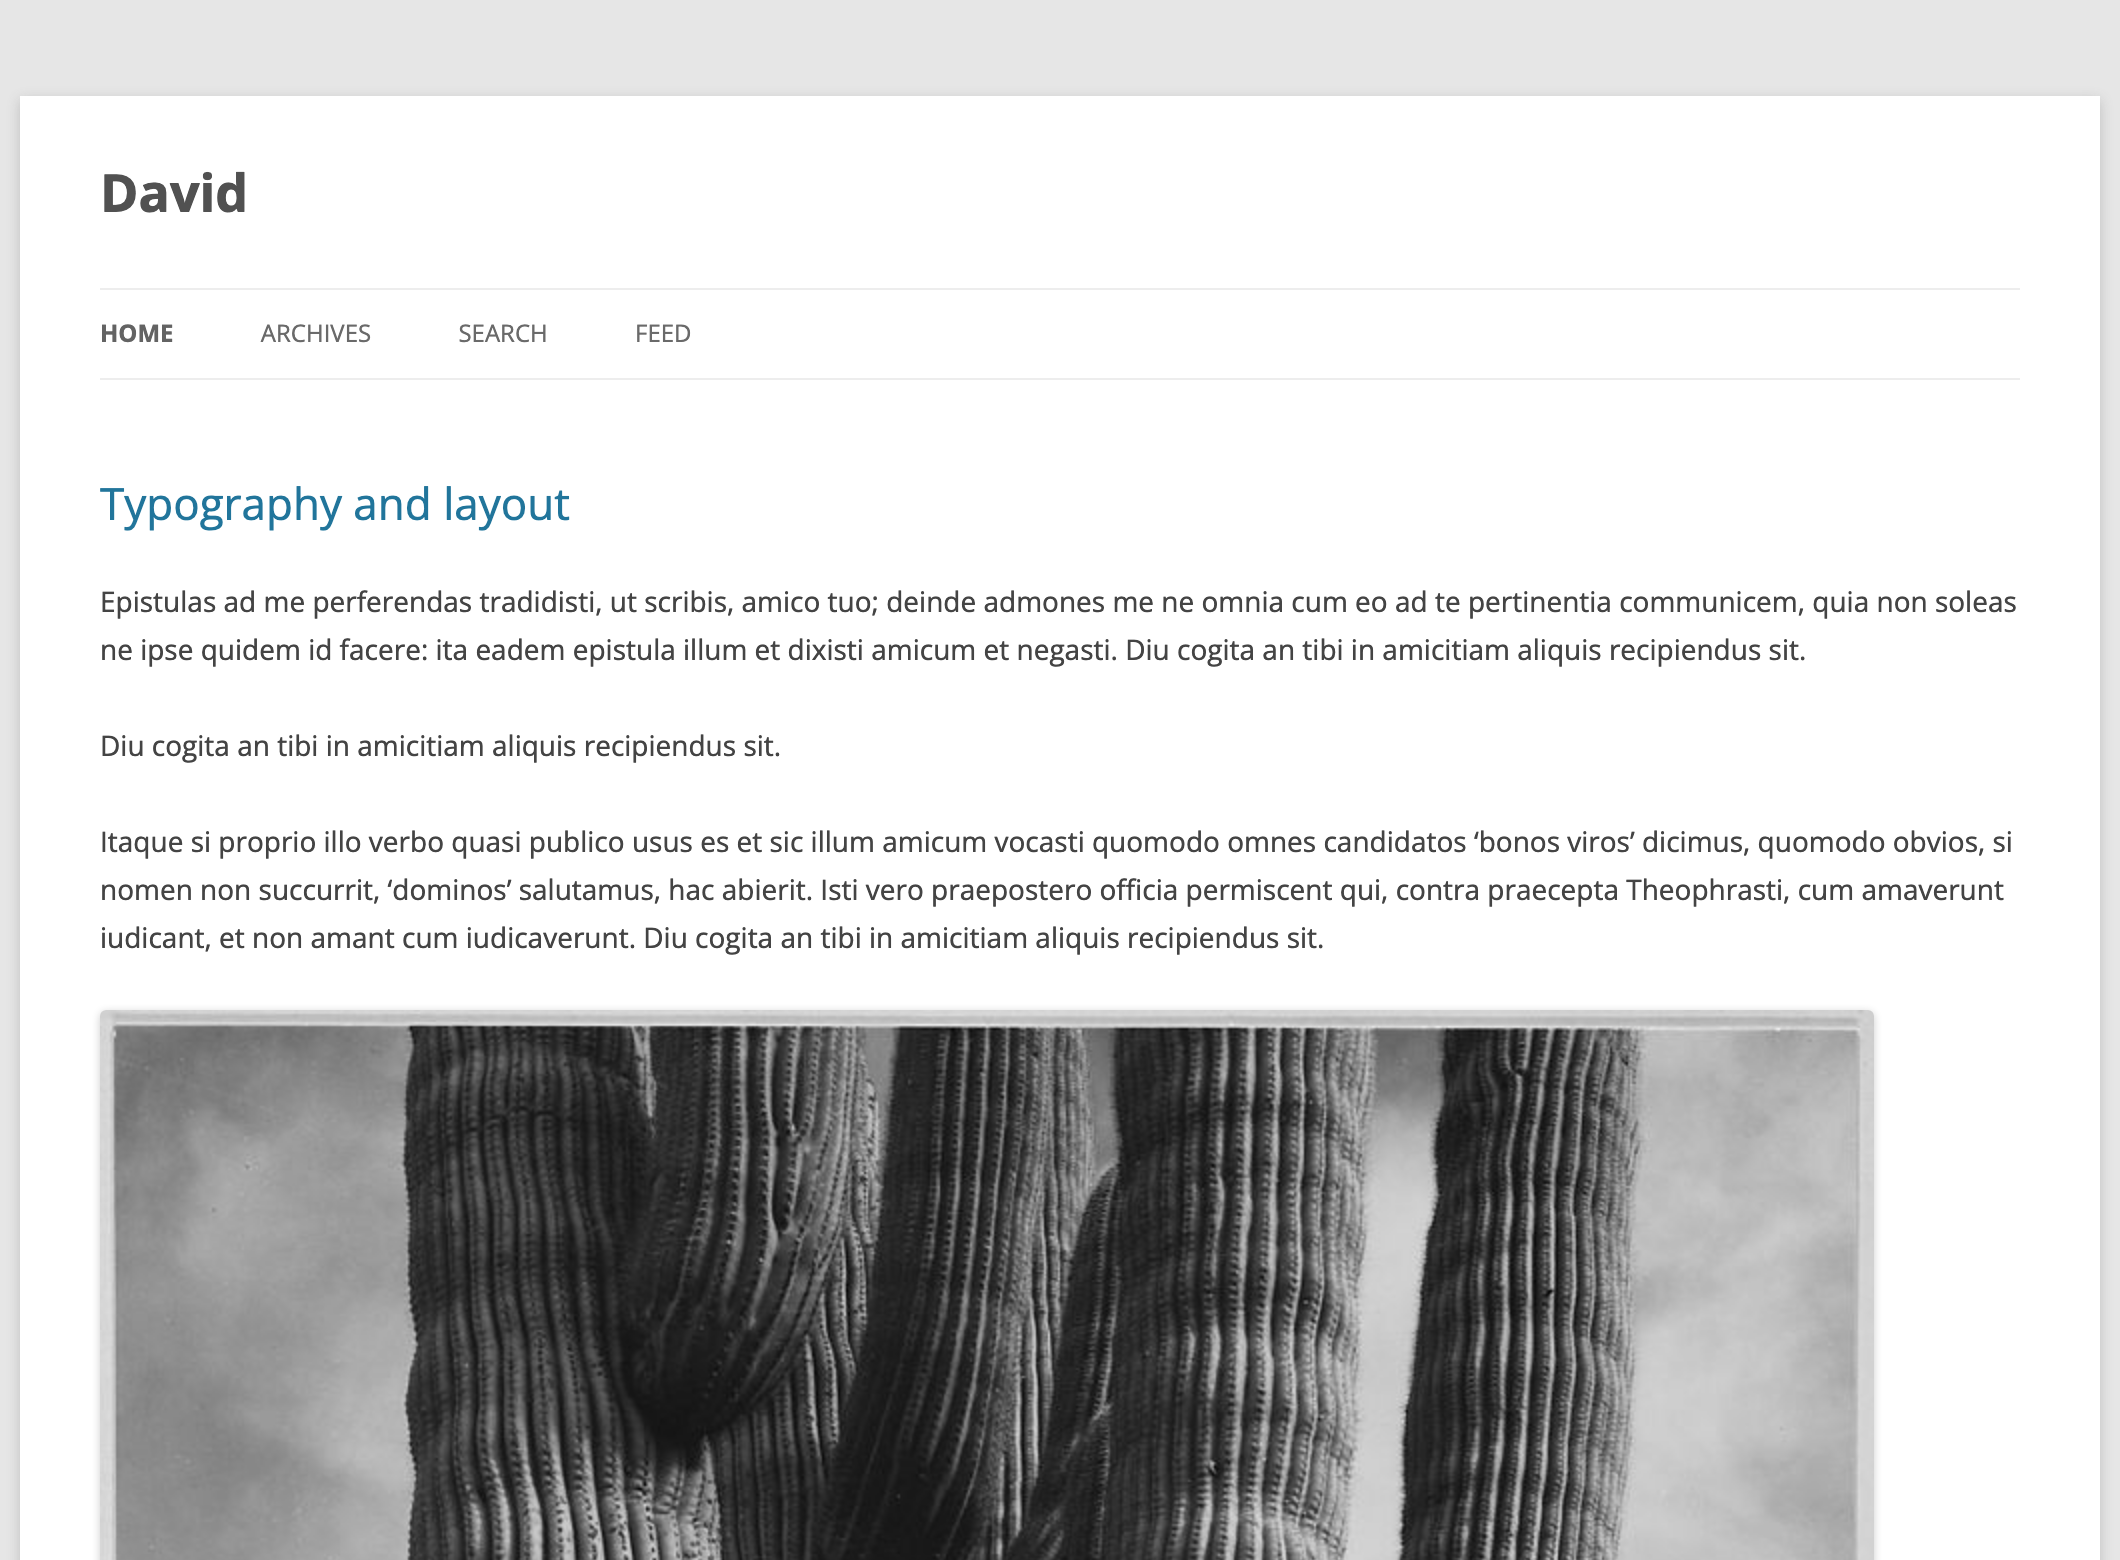 David
HOME ARCHIVES SEARCH FEED
Typography and layout
Epistulas ad me perferendas tradidisti, ut scribis, amico tuo; deinde admones me ne omnia cum eo ad te pertinentia communicem, quia non soleas
ne ipse quidem id facere: ita eadem epistula illum et dixisti amicum et negasti. Diu cogita an tibi in amicitiam aliquis recipiendus sit.
Diu cogita an tibi in amicitiam aliquis recipiendus sit.
Itaque si proprio illo verbo quasi publico usus es et sic illum amicum vocasti quomodo omnes candidatos ‘bonos viros’ dicimus, quomodo obvios, si
nomen non succurrit, ‘dominos’ salutamus, hac abierit. Isti vero praepostero officia permiscent qui, contra praecepta Theophrasti, cum amaverunt
iudicant, et non amant cum iudicaverunt. Diu cogita an tibi in amicitiam aliquis recipiendus sit.